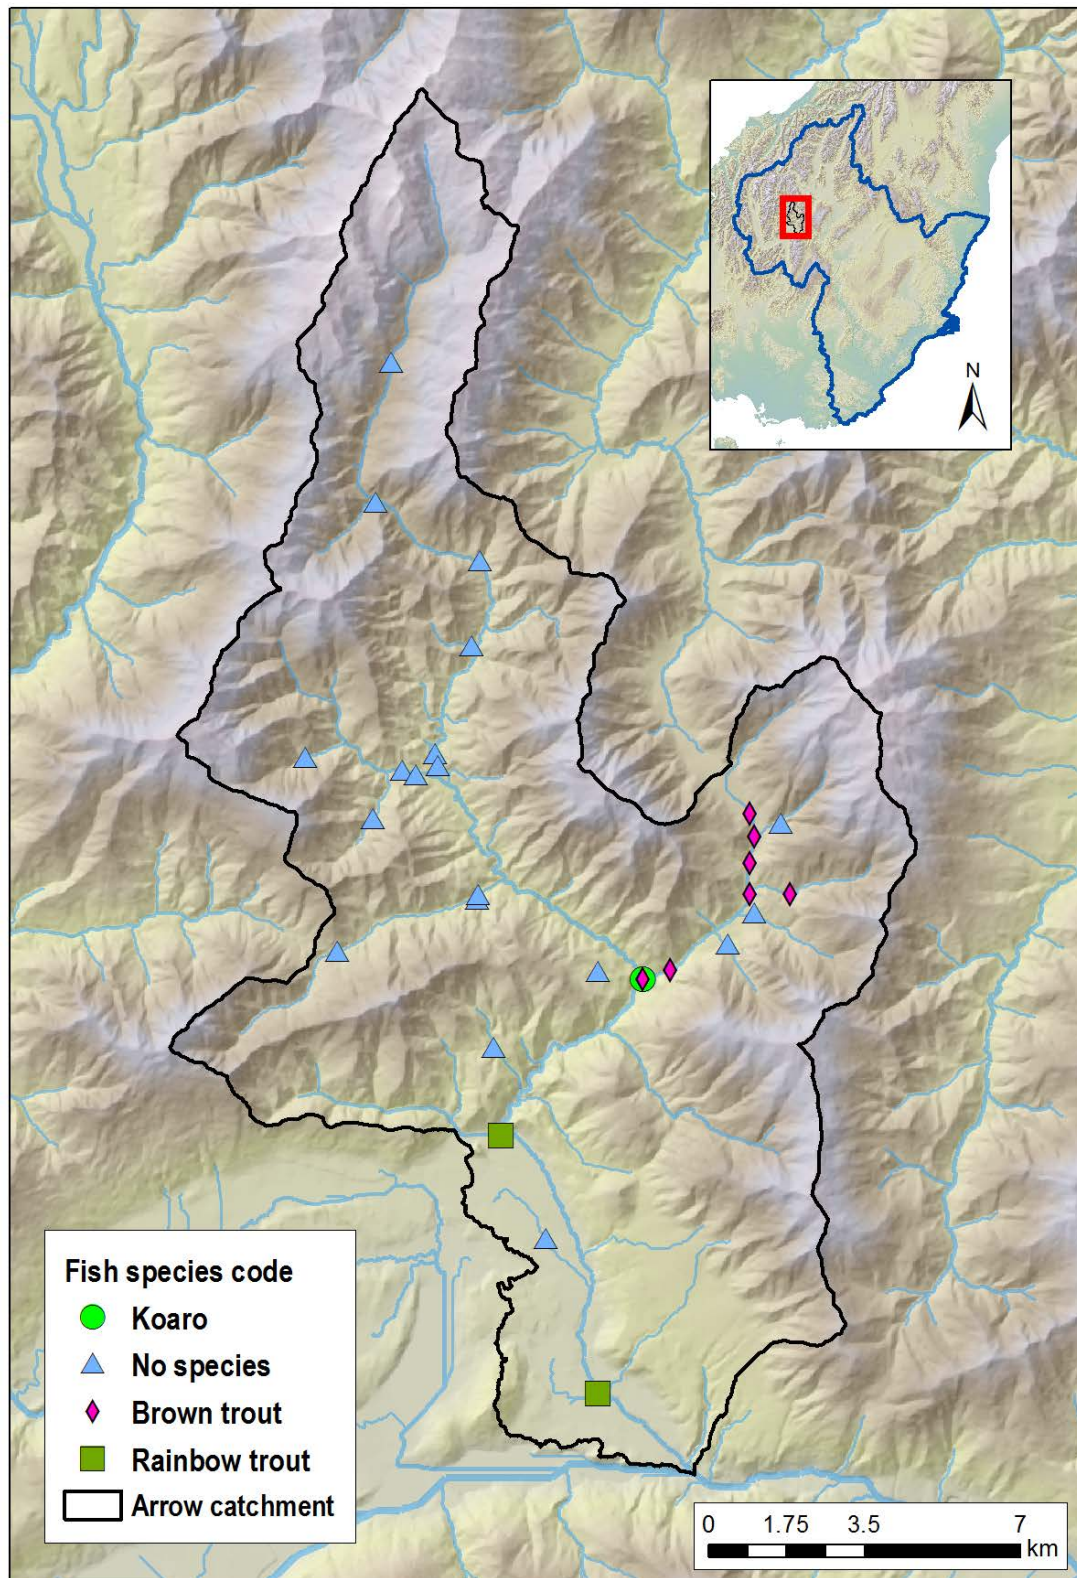 N
Fish species code
Koaro
No species
Brown trout
Rainbow trout
Arrow catchment
0 1.75 3.5 7
km